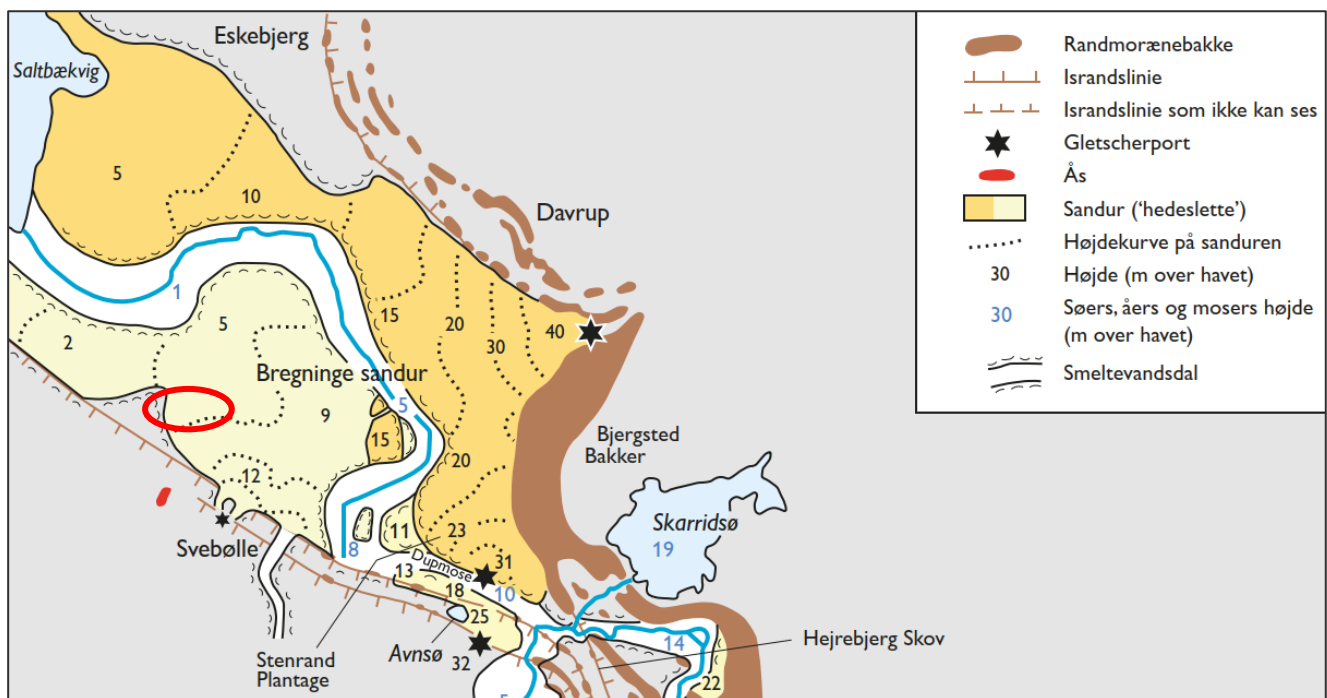 Eskebjerg
Saltbækvig
5
10
Davrup
1
15
20
30
40
5
2
Bregninge sandur
5
9
15
Bjergsted
Bakker
20
12
11
23
Skarridsø
19
Svebølle
8
Dupmose
31
13
18
10
25
Avnsø
32
14
Hejrebjerg Skov
Stenrand
Plantage
22
Randmorænebakke
Israndslinie
Israndslinie som ikke kan ses
Gletscherport
Ås
Sandur (‘hedeslette’)
Højdekurve på sanduren
30 Højde (m over havet)
30 Søers, åers og mosers højde
(m over havet)
Smeltevandsdal